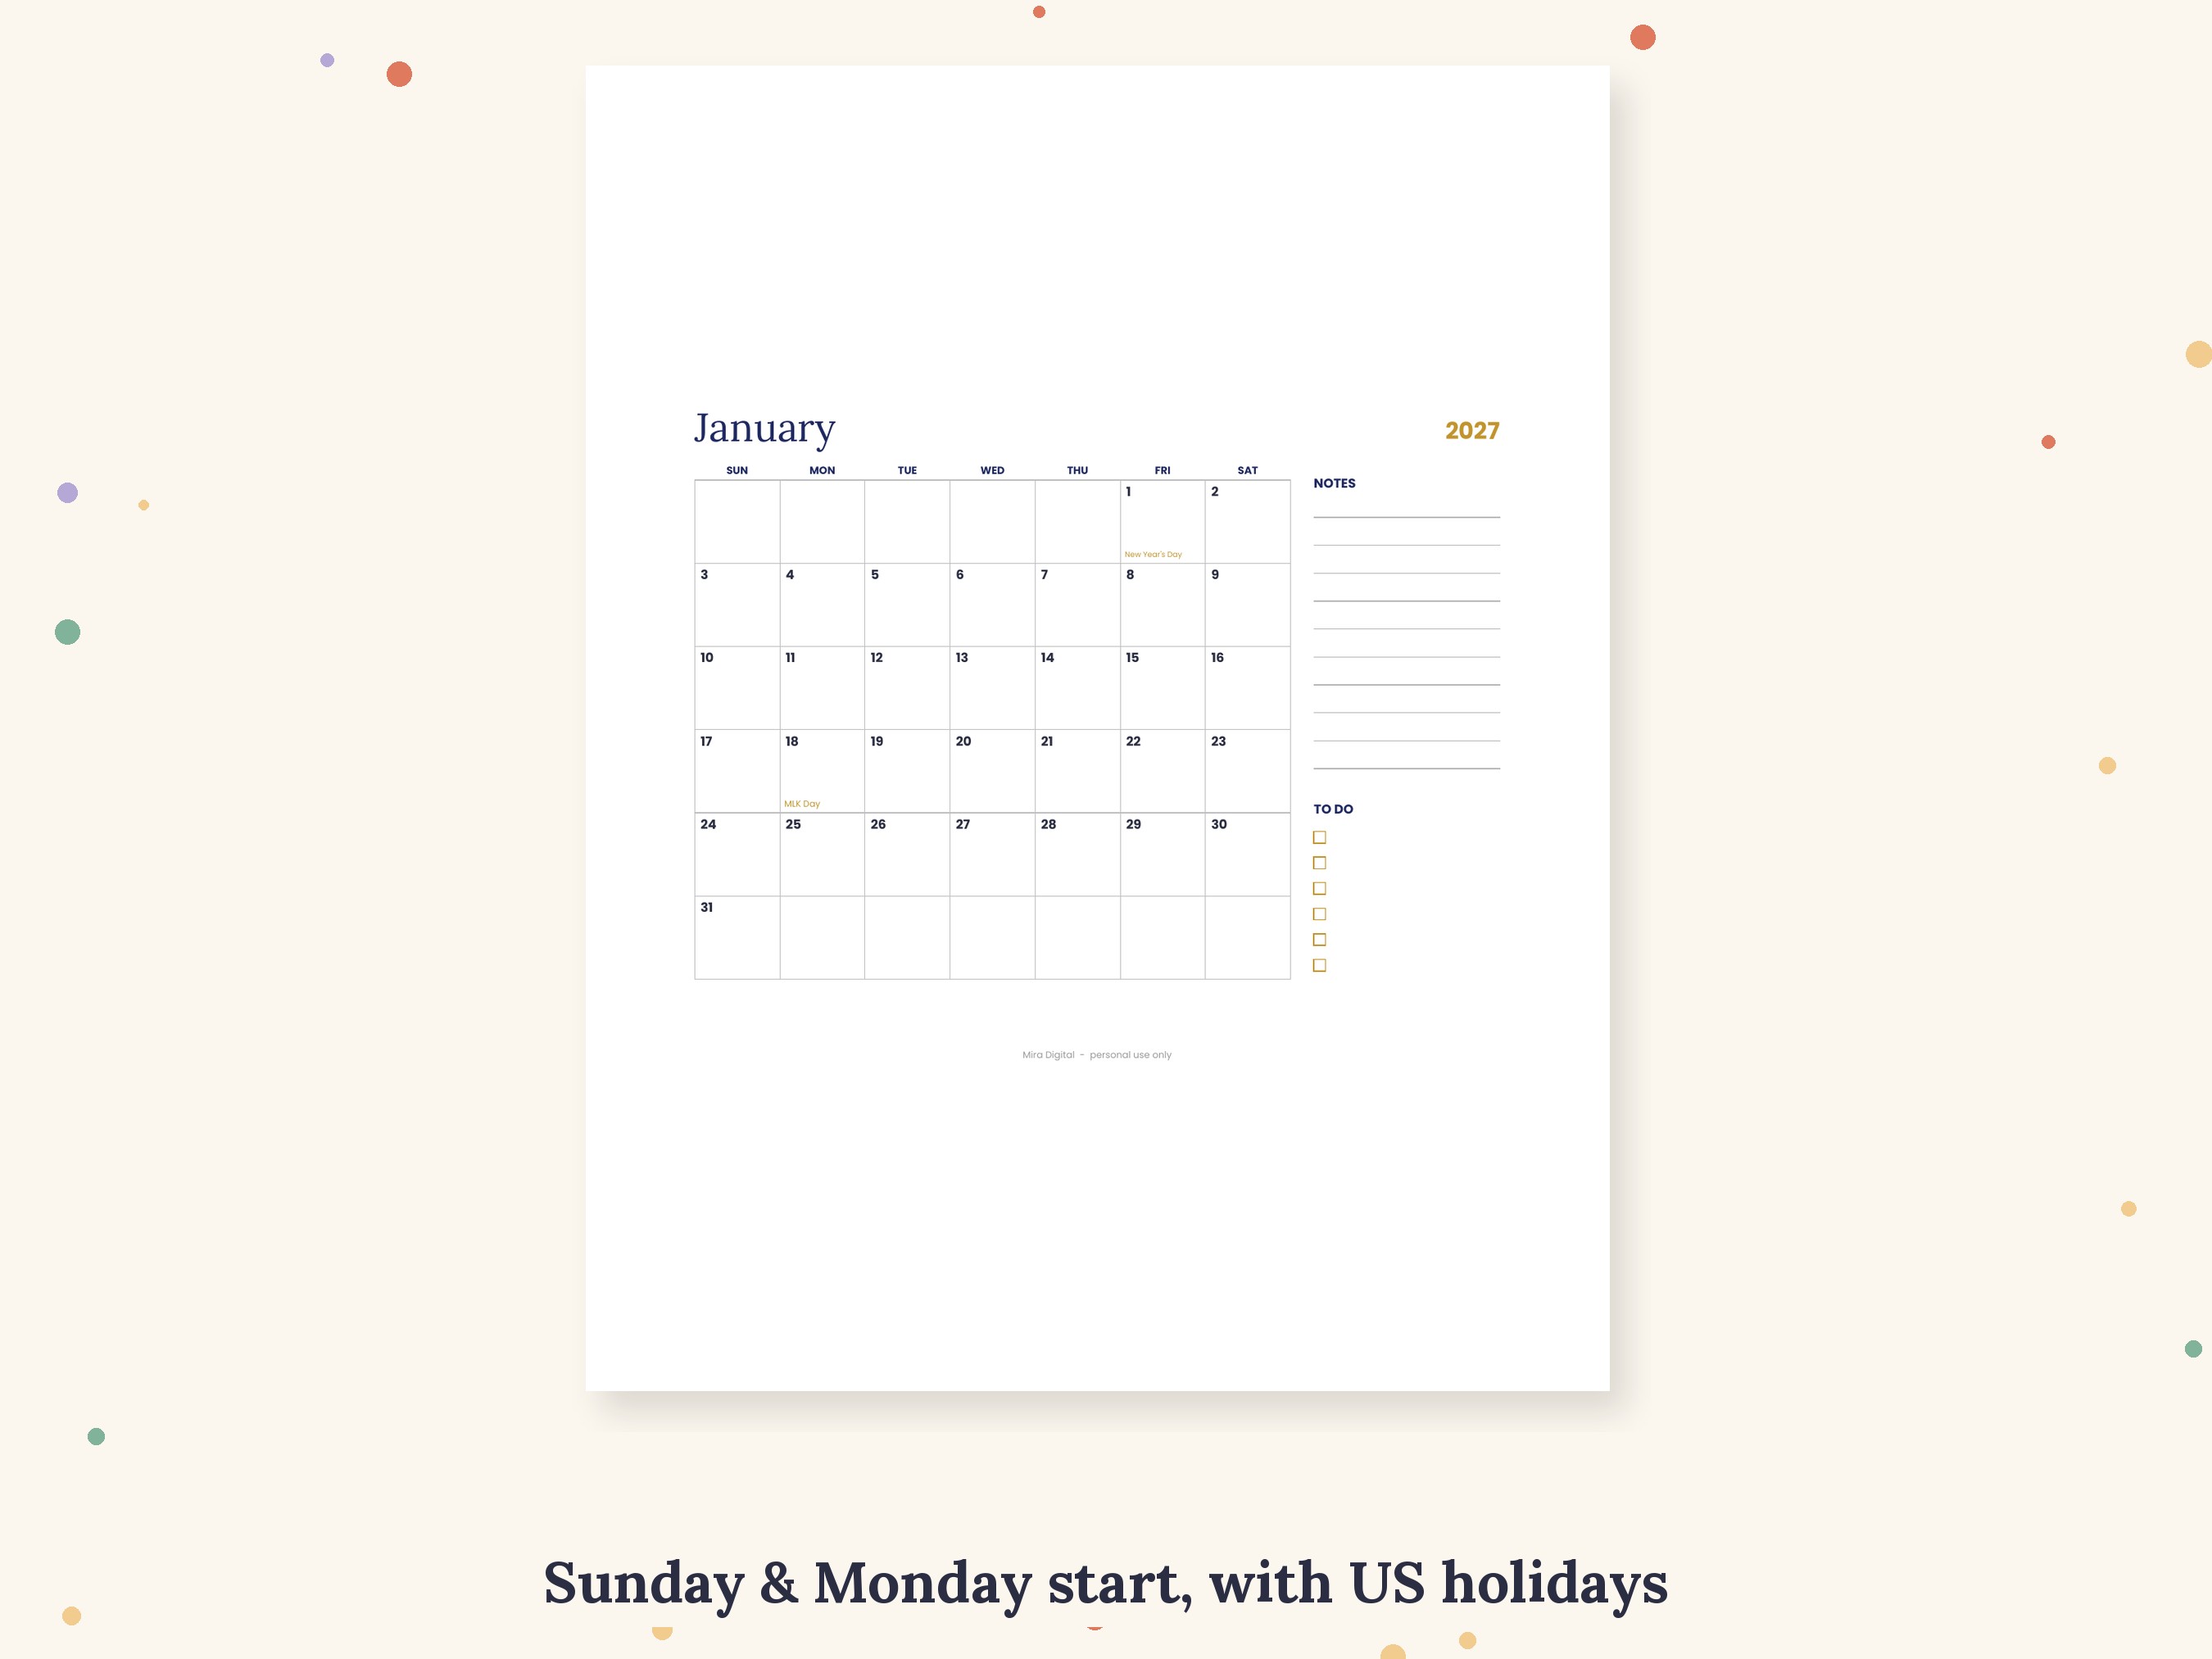 January 2027
SUN MON TUE WED THU FRI SAT
1 2
New Year's Day
3 4 5 6 7 8 9
10 11 12 13 14 15 16
17 18 19 20 21 22 23
MLK Day
24 25 26 27 28 29 30
31
NOTES
TO DO
Mira Digital - personal use only
Sunday & Monday start, with US holidays